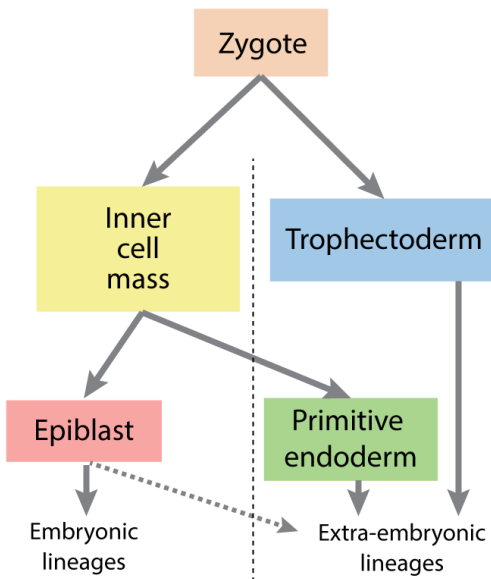 Zygote
Inner
cell
mass
Trophectoderm
Epiblast
Primitive
endoderm
Embryonic
lineages
Extra-embryonic
lineages